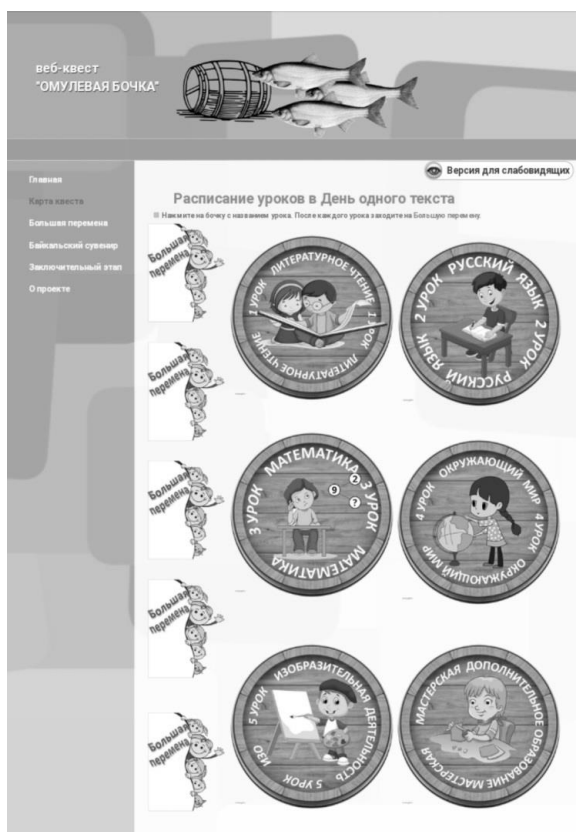 веб-квест
"ОМУЛЕВАЯ БОЧКА"
Версия для слабовидящих
Главная
Карта квеста
Большая перемена
Байкальский сувенир
Заключительный этап
О проекте
Расписание уроков в День одного текста
Нажмите на бочку с названием урока. После каждого урока заходите на Большую перемену.
Большая
перемена
1 УРОК ЛИТЕРАТУРНОЕ ЧТЕНИЕ 1 УРОК ЛИТЕРАТУРНОЕ ЧТЕНИЕ
2 УРОК РУССКИЙ ЯЗЫК 2 УРОК РУССКИЙ ЯЗЫК
Большая
перемена
Большая
перемена
3 УРОК МАТЕМАТИКА 3 УРОК МАТЕМАТИКА
9
2
?
4 УРОК ОКРУЖАЮЩИЙ МИР 4 УРОК ОКРУЖАЮЩИЙ МИР
Большая
перемена
5 УРОК ИЗОБРАЗИТЕЛЬНАЯ ДЕЯТЕЛЬНОСТЬ 5 УРОК ИЗО
МАСТЕРСКАЯ ДОПОЛНИТЕЛЬНОЕ ОБРАЗОВАНИЕ МАСТЕРСКАЯ
Большая
перемена